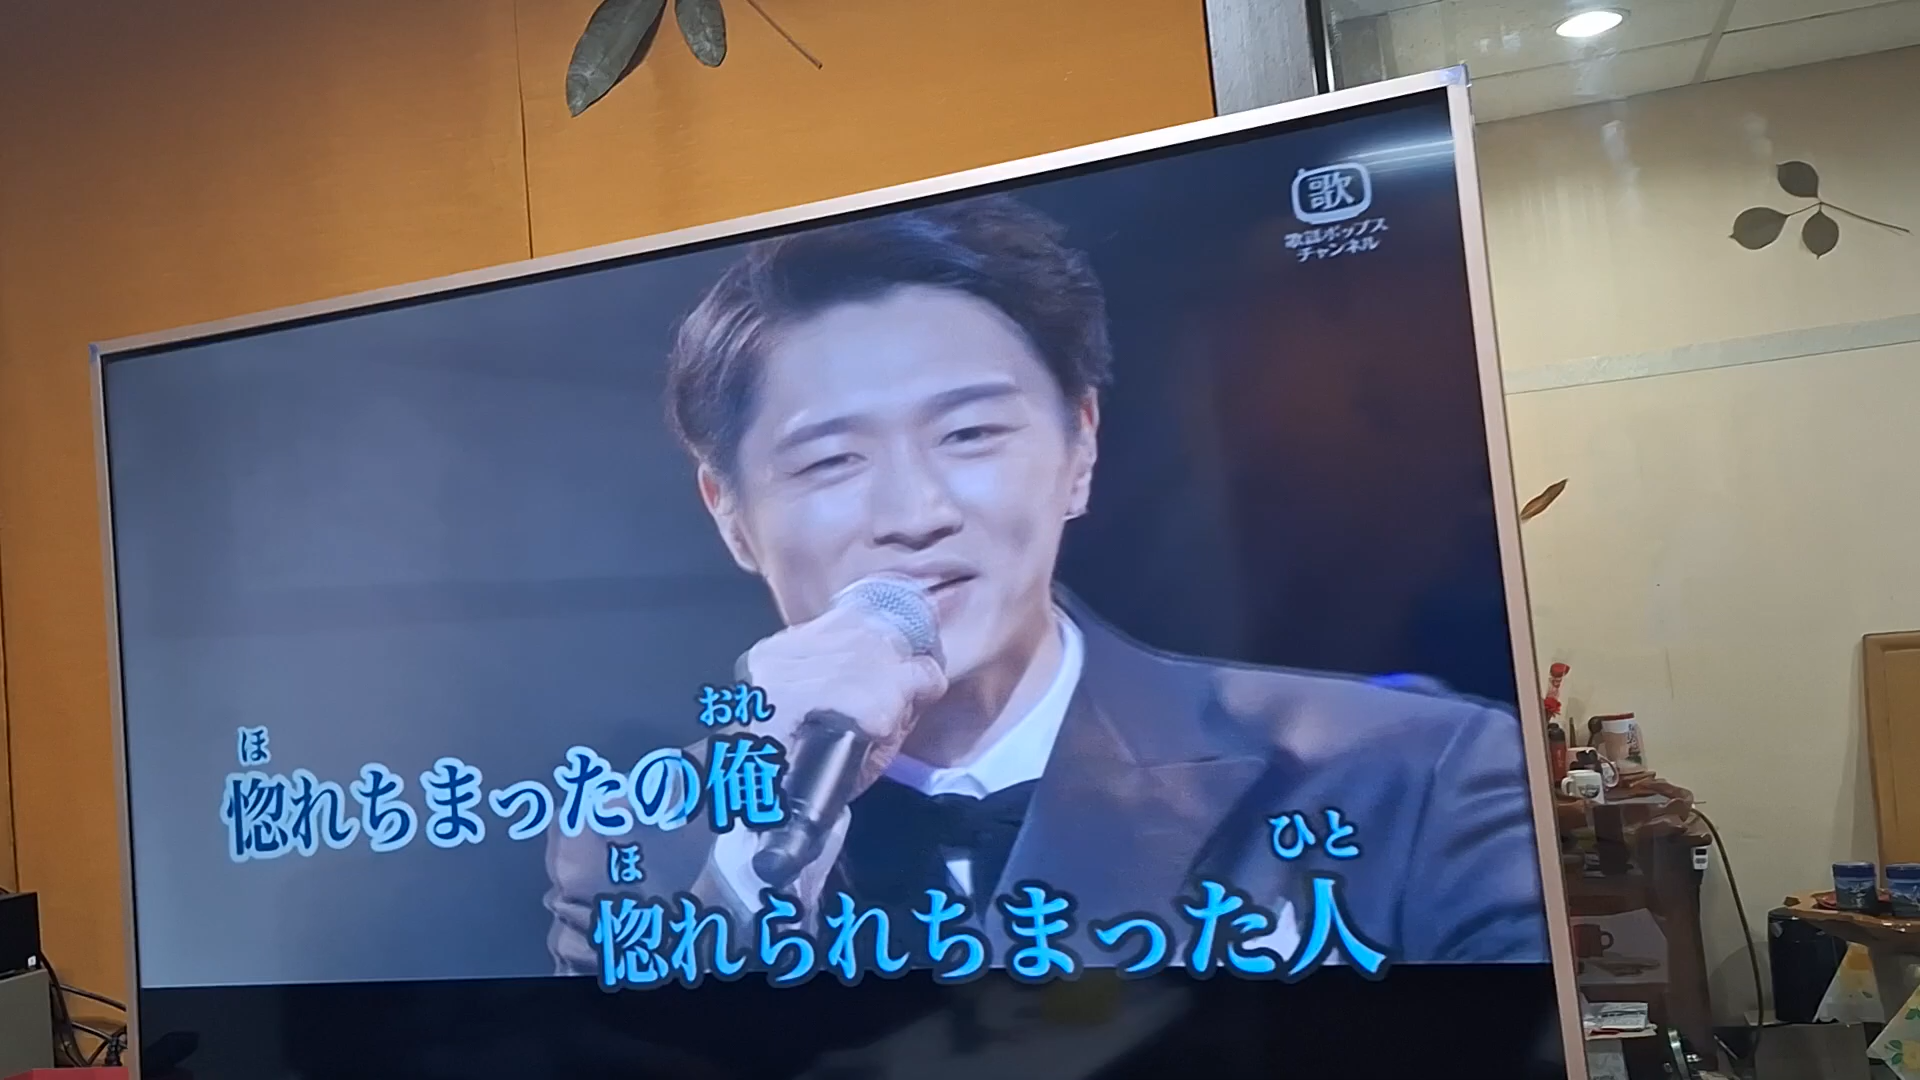 歌
歌謡ポップス
チャンネル
ほ
おれ
惚れちまったの俺
ほ
ひと
惚れられちまった人